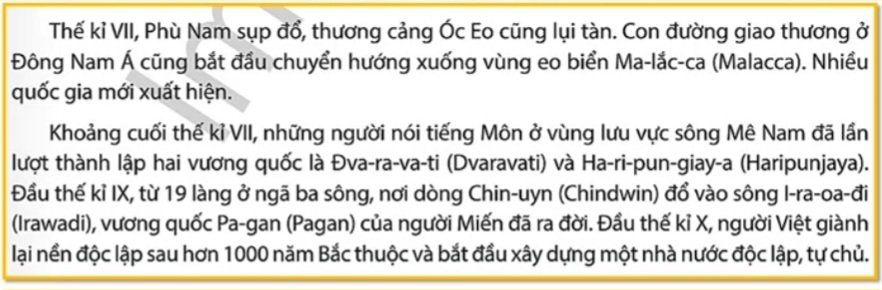 Thế kỉ VII, Phù Nam sụp đổ, thương cảng Óc Eo cũng lụi tàn. Con đường giao thương ở
Đông Nam Á cũng bắt đầu chuyển hướng xuống vùng eo biển Ma-lắc-ca (Malacca). Nhiều
quốc gia mới xuất hiện.
Khoảng cuối thế kỉ VII, những người nói tiếng Môn ở vùng lưu vực sông Mê Nam đã lần
lượt thành lập hai vương quốc là Đva-ra-va-ti (Dvaravati) và Ha-ri-pun-giay-a (Haripunjaya).
Đầu thế kỉ IX, từ 19 làng ở ngã ba sông, nơi dòng Chin-uyn (Chindwin) đổ vào sông I-ra-oa-đi
(Irawadi), vương quốc Pa-gan (Pagan) của người Miến đã ra đời. Đầu thế kỉ X, người Việt giành
lại nền độc lập sau hơn 1000 năm Bắc thuộc và bắt đầu xây dựng một nhà nước độc lập, tự chủ.